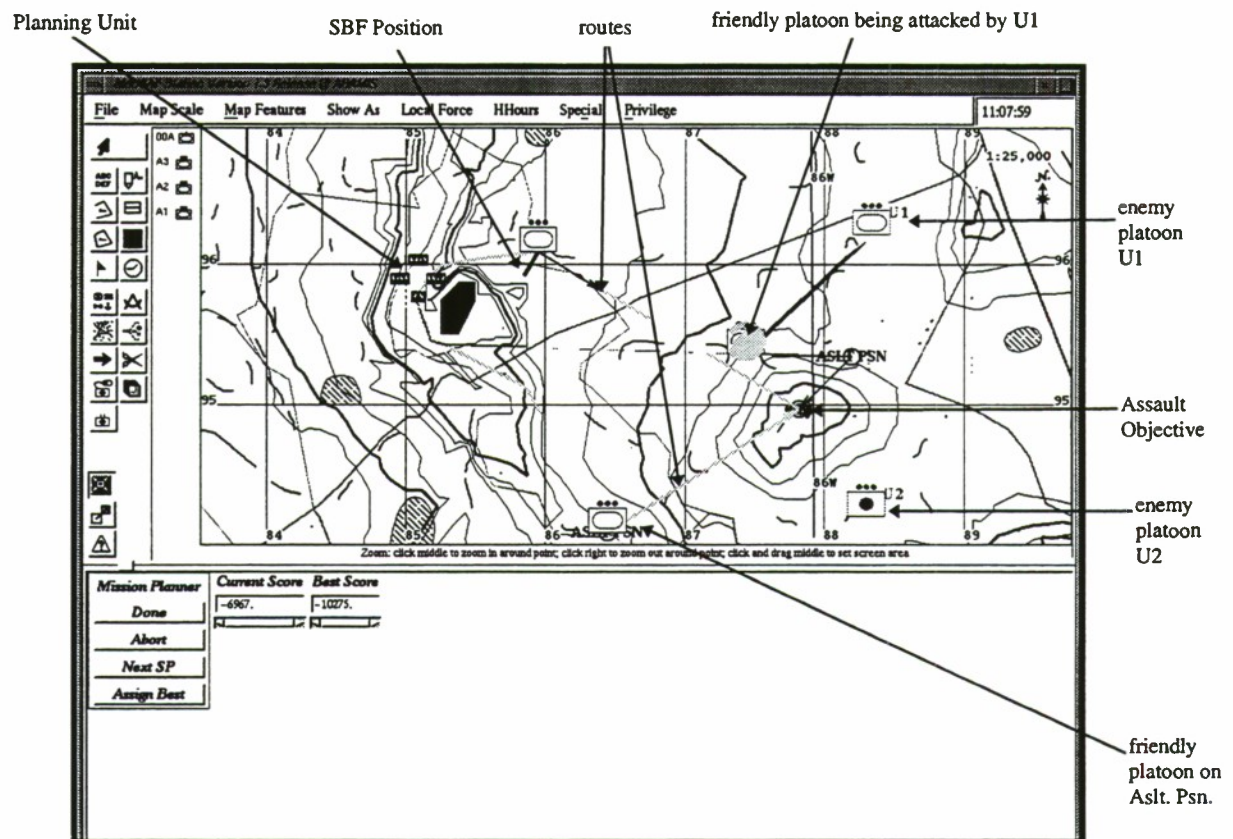 Planning Unit
SBF Position
routes
friendly platoon being attacked by U1
File Map Scale Map Features Show As Local Force HHours Special Privilege
11:07:59
84 85 86 87 88 89
00A
A3
A2
A1
1:25,000
N
86W
U1
enemy
platoon
U1
96 96
ASLT PSN
95 95
Assault
Objective
86W
U2
enemy
platoon
U2
84 85 86 87 88 89
Zoom: click middle to zoom in around point; click right to zoom out around point; click and drag middle to set screen area
Mission Planner
Current Score Best Score
-6967. -10275.
Done
Abort
Next SP
Assign Best
friendly
platoon on
Aslt. Psn.